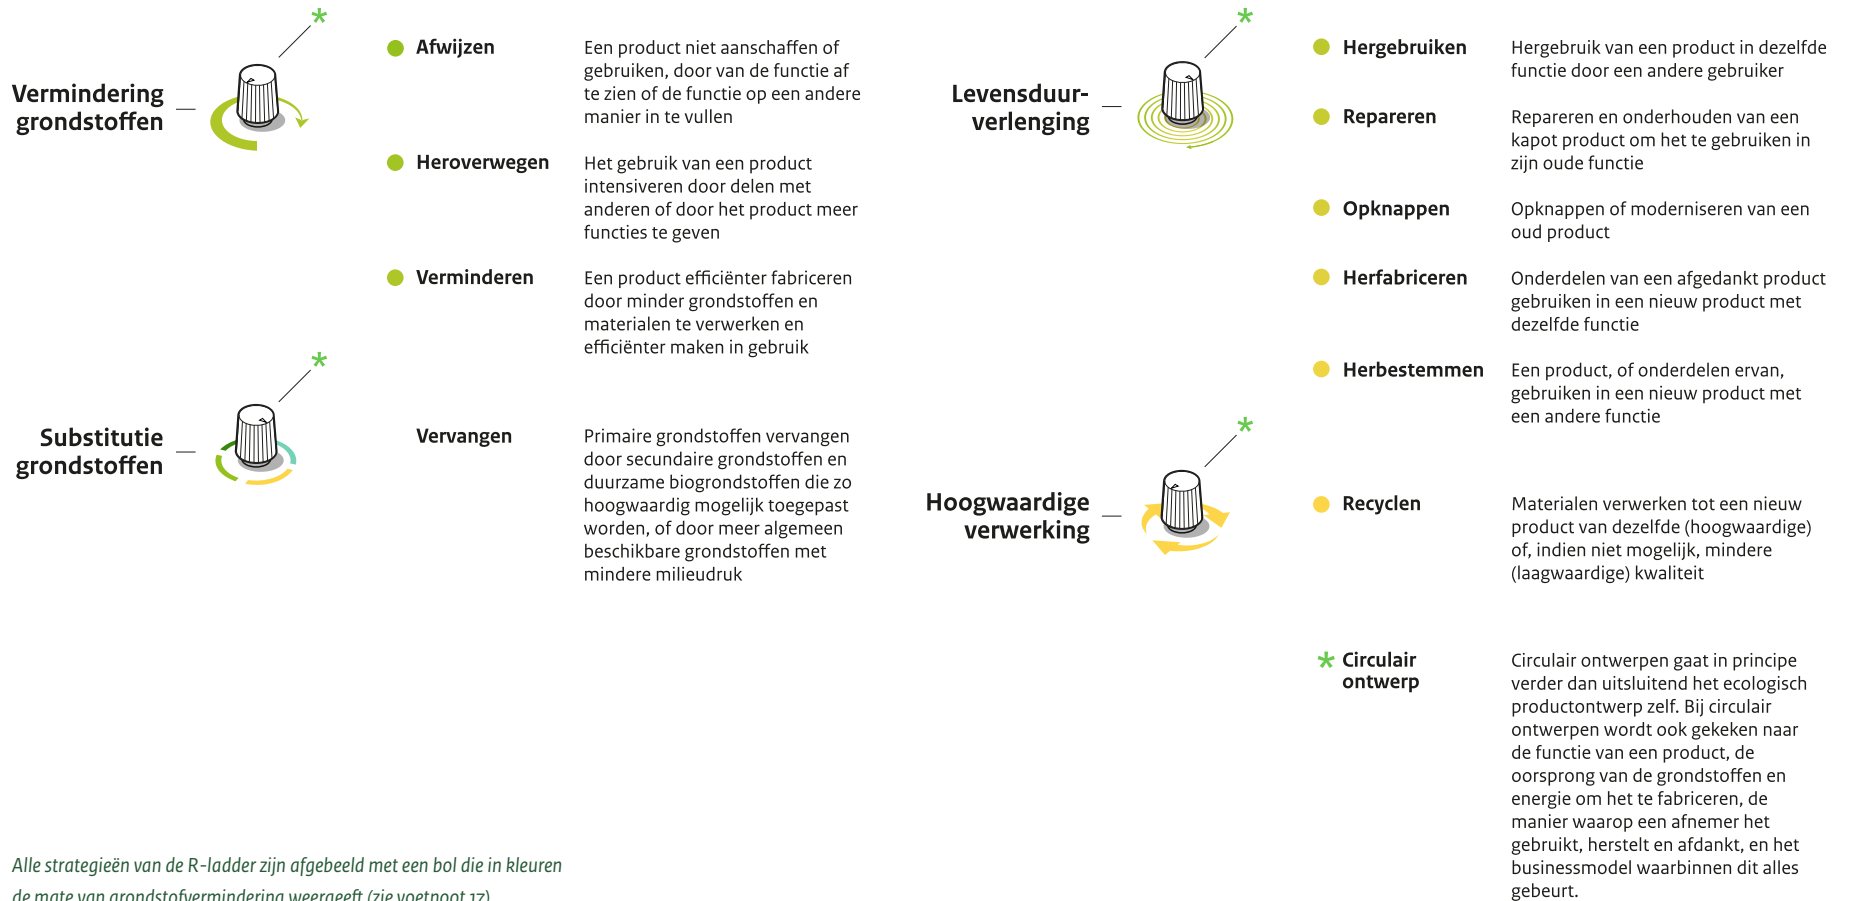 *
Vermindering
grondstoffen
Afwijzen
Een product niet aanschaffen of
gebruiken, door van de functie af
te zien of de functie op een andere
manier in te vullen
Heroverwegen
Het gebruik van een product
intensiveren door delen met
anderen of door het product meer
functies te geven
Verminderen
Een product efficiënter fabriceren
door minder grondstoffen en
materialen te verwerken en
efficiënter maken in gebruik
*
Substitutie
grondstoffen
Vervangen
Primaire grondstoffen vervangen
door secundaire grondstoffen en
duurzame biogrondstoffen die zo
hoogwaardig mogelijk toegepast
worden, of door meer algemeen
beschikbare grondstoffen met
mindere milieudruk
*
Levensduur-
verlenging
Hergebruiken
Hergebruik van een product in dezelfde
functie door een andere gebruiker
Repareren
Repareren en onderhouden van een
kapot product om het te gebruiken in
zijn oude functie
Opknappen
Opknappen of moderniseren van een
oud product
Herfabriceren
Onderdelen van een afgedankt product
gebruiken in een nieuw product met
dezelfde functie
Herbestemmen
Een product, of onderdelen ervan,
gebruiken in een nieuw product met
een andere functie
*
Hoogwaardige
verwerking
Recyclen
Materialen verwerken tot een nieuw
product van dezelfde (hoogwaardige)
of, indien niet mogelijk, mindere
(laagwaardige) kwaliteit
* Circulair
ontwerp
Circulair ontwerpen gaat in principe
verder dan uitsluitend het ecologisch
productontwerp zelf. Bij circulair
ontwerpen wordt ook gekeken naar
de functie van een product, de
oorsprong van de grondstoffen en
energie om het te fabriceren, de
manier waarop een afnemer het
gebruikt, herstelt en afdankt, en het
businessmodel waarbinnen dit alles
gebeurt.
Alle strategieën van de R-ladder zijn afgebeeld met een bol die in kleuren
de mate van grondstofvermindering weergeeft (zie voetnoot 17)